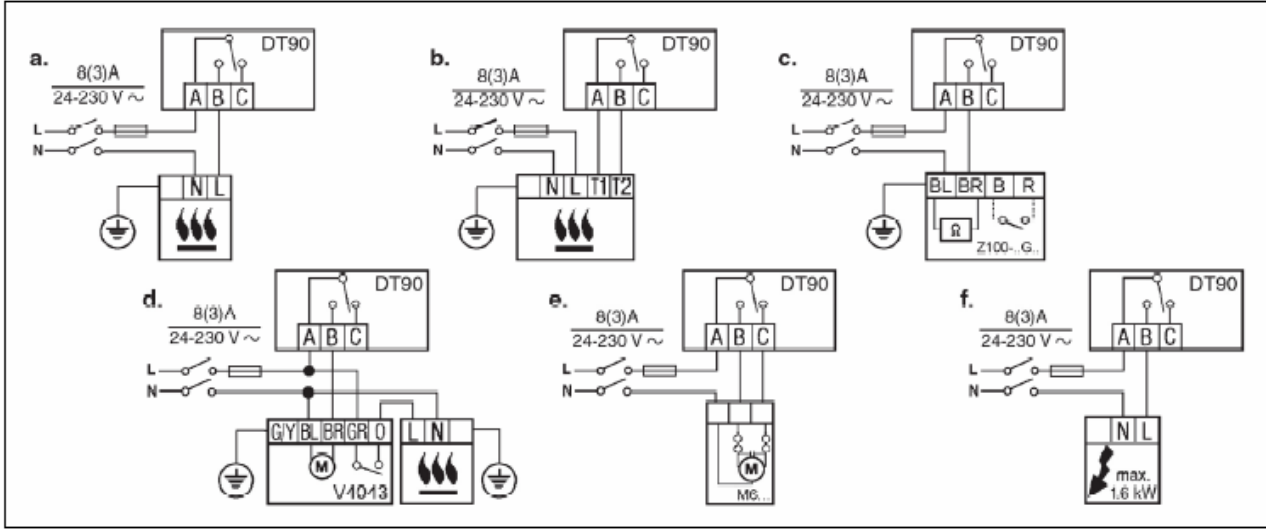 a.
DT90
8(3)A
24-230 V ~
A B C
L
N
N L
b.
DT90
8(3)A
24-230 V ~
A B C
L
N
N L T1 T2
c.
DT90
8(3)A
24-230 V ~
A B C
L
N
BL BR B R
Ω
Z100-..G..
d.
DT90
8(3)A
24-230 V ~
A B C
L
N
G/Y BL BR GR O
L N
M
V4043
e.
DT90
8(3)A
24-230 V ~
A B C
L
N
M
M6...
f.
DT90
8(3)A
24-230 V ~
A B C
L
N
N L
max.
1.6 kW